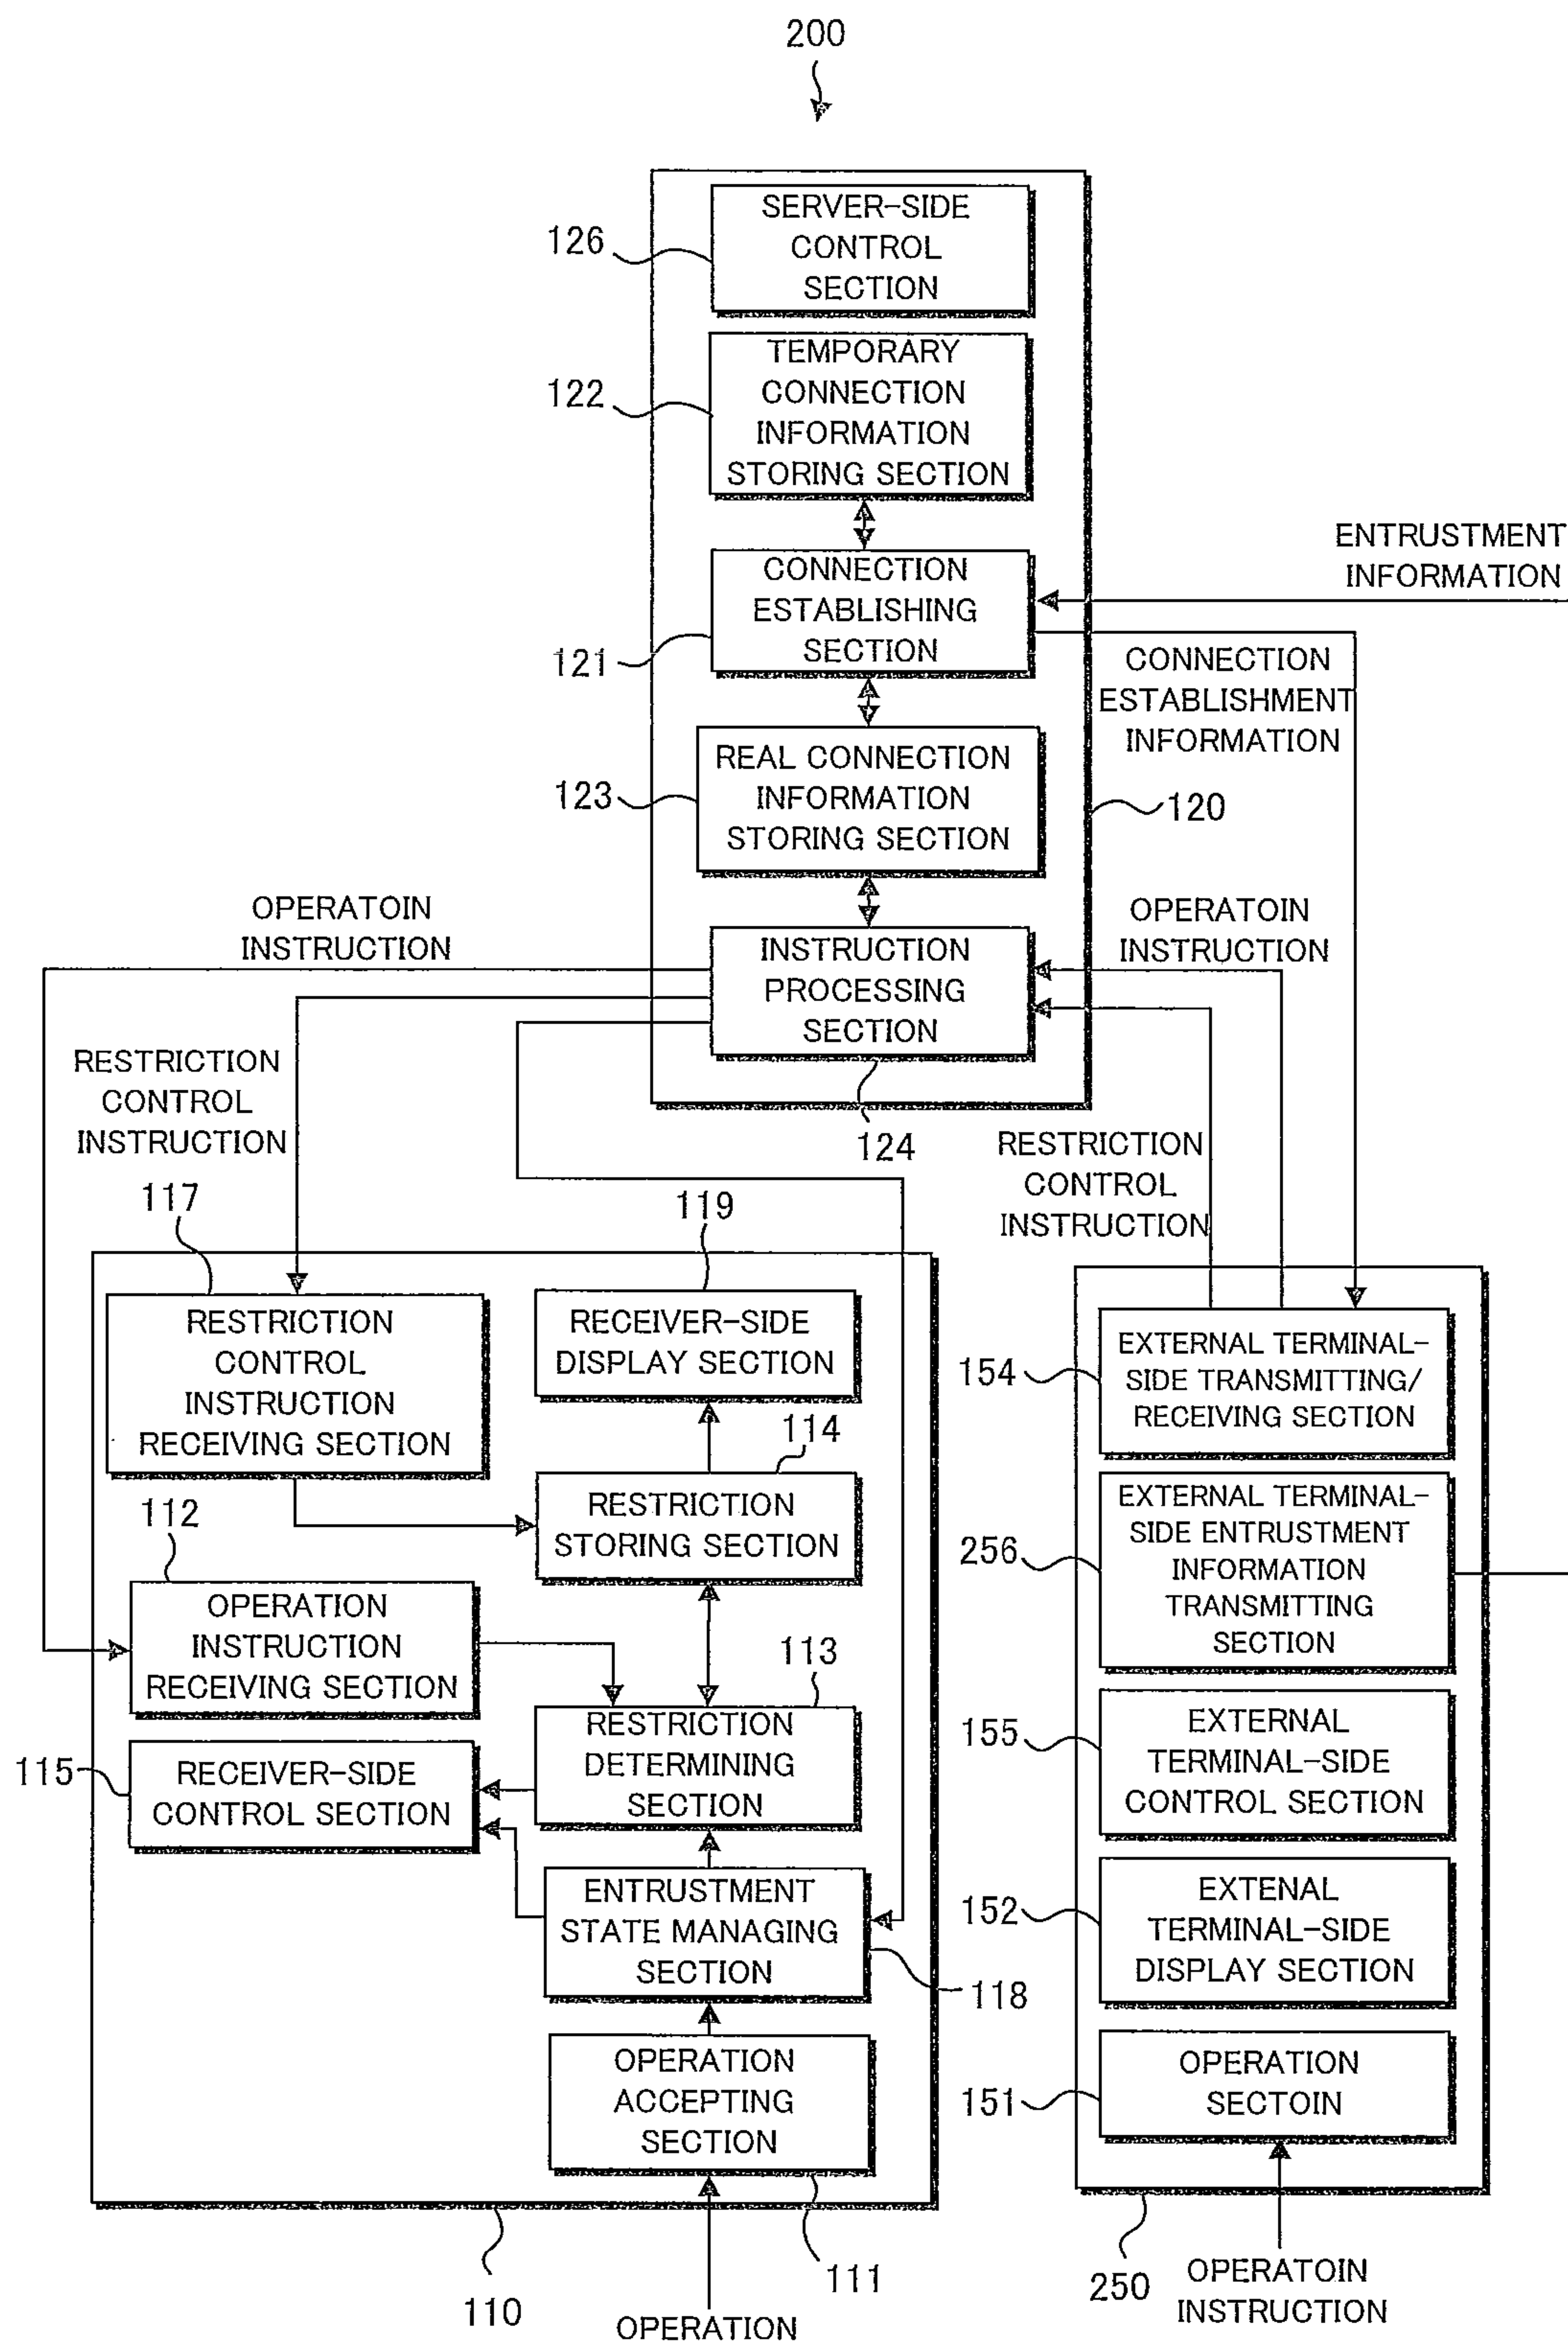 200
SERVER-SIDE
CONTROL
SECTION
126
TEMPORARY
CONNECTION
INFORMATION
STORING SECTION
122
ENTRUSTMENT
INFORMATION
CONNECTION
ESTABLISHING
SECTION
121
CONNECTION
ESTABLISHMENT
INFORMATION
REAL CONNECTION
INFORMATION
STORING SECTION
123
120
OPERATOIN
INSTRUCTION
OPERATOIN
INSTRUCTION
INSTRUCTION
PROCESSING
SECTION
124
RESTRICTION
CONTROL
INSTRUCTION
RESTRICTION
CONTROL
INSTRUCTION
117
119
RESTRICTION
CONTROL
INSTRUCTION
RECEIVING SECTION
RECEIVER-SIDE
DISPLAY SECTION
114
RESTRICTION
STORING SECTION
112
OPERATION
INSTRUCTION
RECEIVING SECTION
113
RESTRICTION
DETERMINING
SECTION
115
RECEIVER-SIDE
CONTROL SECTION
ENTRUSTMENT
STATE MANAGING
SECTION
118
OPERATION
ACCEPTING
SECTION
111
110
OPERATION
154
EXTERNAL TERMINAL-
SIDE TRANSMITTING/
RECEIVING SECTION
256
EXTERNAL TERMINAL-
SIDE ENTRUSTMENT
INFORMATION
TRANSMITTING
SECTION
155
EXTERNAL
TERMINAL-SIDE
CONTROL SECTION
152
EXTENAL
TERMINAL-SIDE
DISPLAY SECTION
151
OPERATION
SECTOIN
250
OPERATOIN
INSTRUCTION